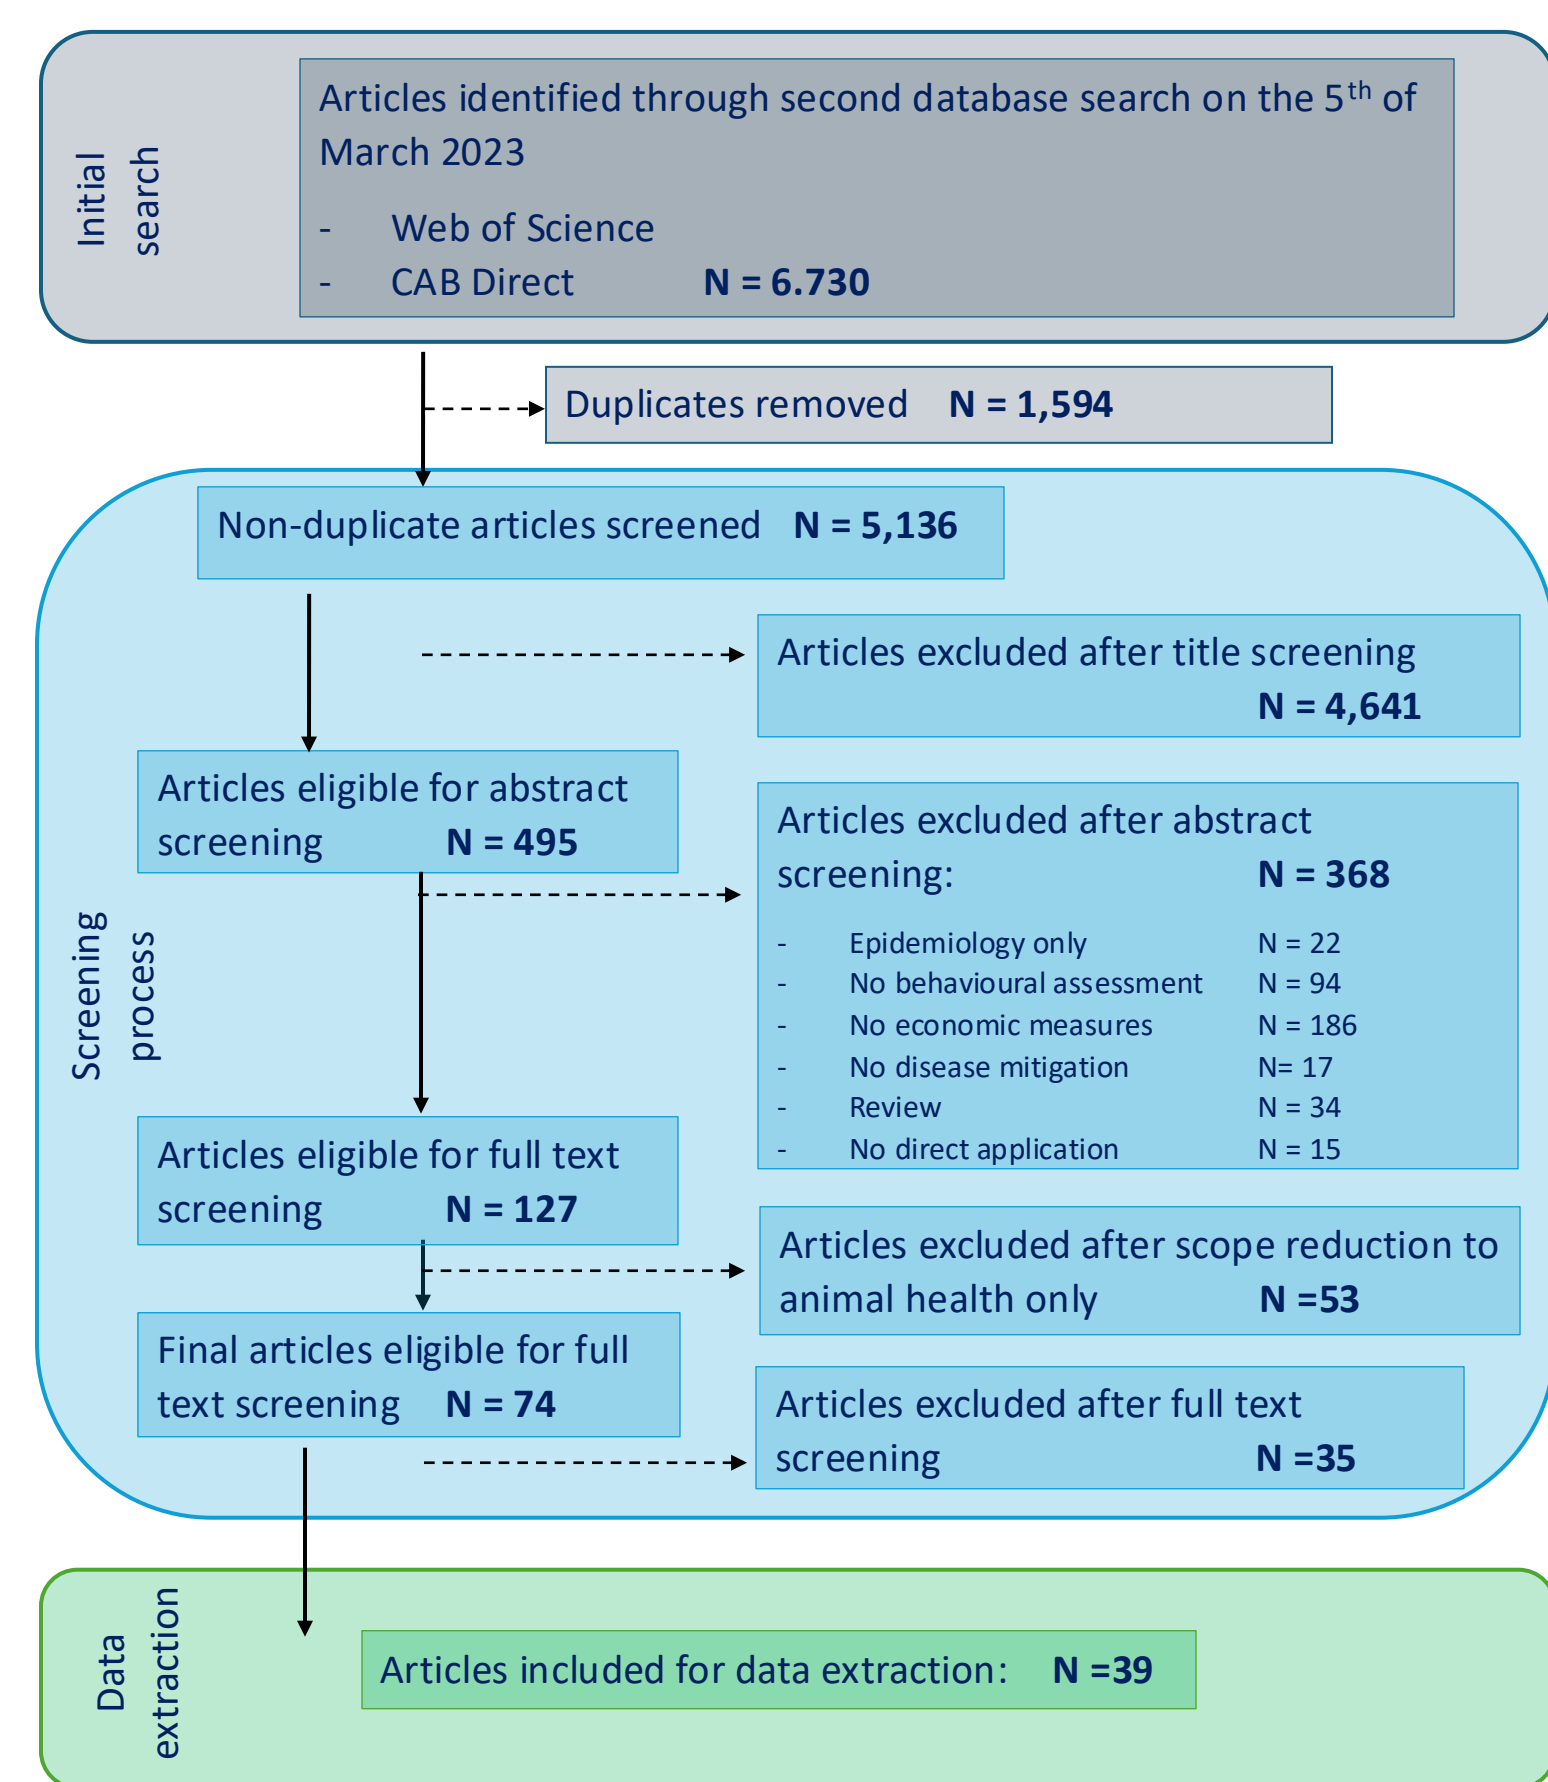 Initial
search
Articles identified through second database search on the 5th of
March 2023
- Web of Science
- CAB Direct N = 6.730
Duplicates removed N = 1,594
Screening
process
Non-duplicate articles screened N = 5,136
Articles excluded after title screening
N = 4,641
Articles eligible for abstract
screening N = 495
Articles excluded after abstract
screening: N = 368
- Epidemiology only N = 22
- No behavioural assessment N = 94
- No economic measures N = 186
- No disease mitigation N= 17
- Review N = 34
- No direct application N = 15
Articles eligible for full text
screening N = 127
Articles excluded after scope reduction to
animal health only N =53
Final articles eligible for full
text screening N = 74
Articles excluded after full text
screening N =35
Data
extraction
Articles included for data extraction: N =39